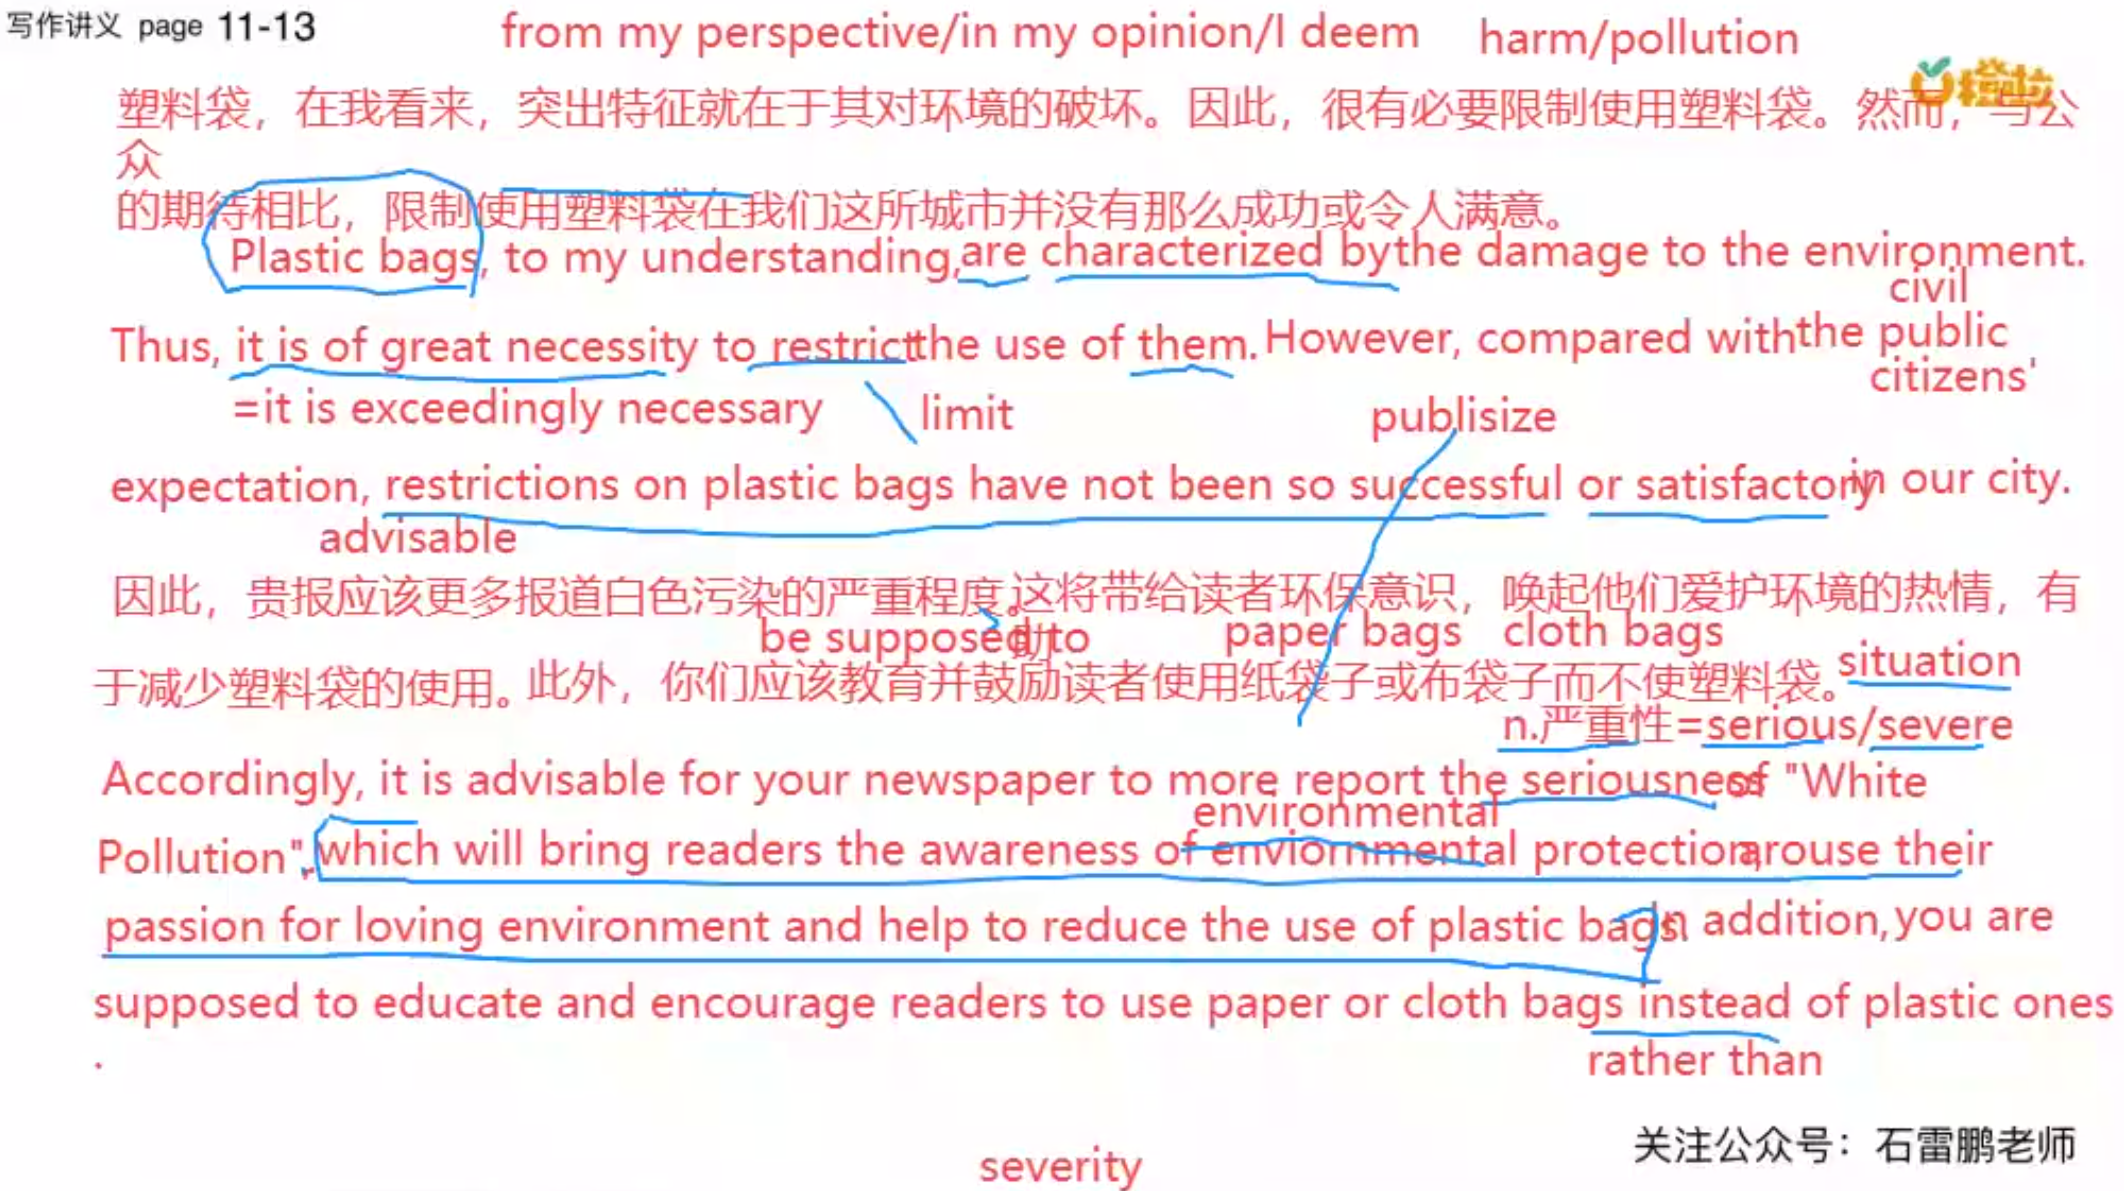 写作讲义 page 11-13
from my perspective/in my opinion/I deem harm/pollution
橙啦
塑料袋，在我看来，突出特征就在于其对环境的破坏。因此，很有必要限制使用塑料袋。然而，与公
众
的期待相比，限制使用塑料袋在我们这所城市并没有那么成功或令人满意。
Plastic bags, to my understanding, are characterized by the damage to the environment.
civil
Thus, it is of great necessity to restrict the use of them. However, compared with the public
citizens'
=it is exceedingly necessary limit publisize
expectation, restrictions on plastic bags have not been so successful or satisfactory in our city.
advisable
因此，贵报应该更多报道白色污染的严重程度。这将带给读者环保意识，唤起他们爱护环境的热情，有
助
be supposed to paper bags cloth bags
situation
于减少塑料袋的使用。此外，你们应该教育并鼓励读者使用纸袋子或布袋子而不使塑料袋。
n.严重性=serious/severe
Accordingly, it is advisable for your newspaper to more report the seriousness of "White
environmental
Pollution", which will bring readers the awareness of enviornmental protection, arouse their
passion for loving environment and help to reduce the use of plastic bags. In addition, you are
supposed to educate and encourage readers to use paper or cloth bags instead of plastic ones
.
rather than
关注公众号：石雷鹏老师
severity